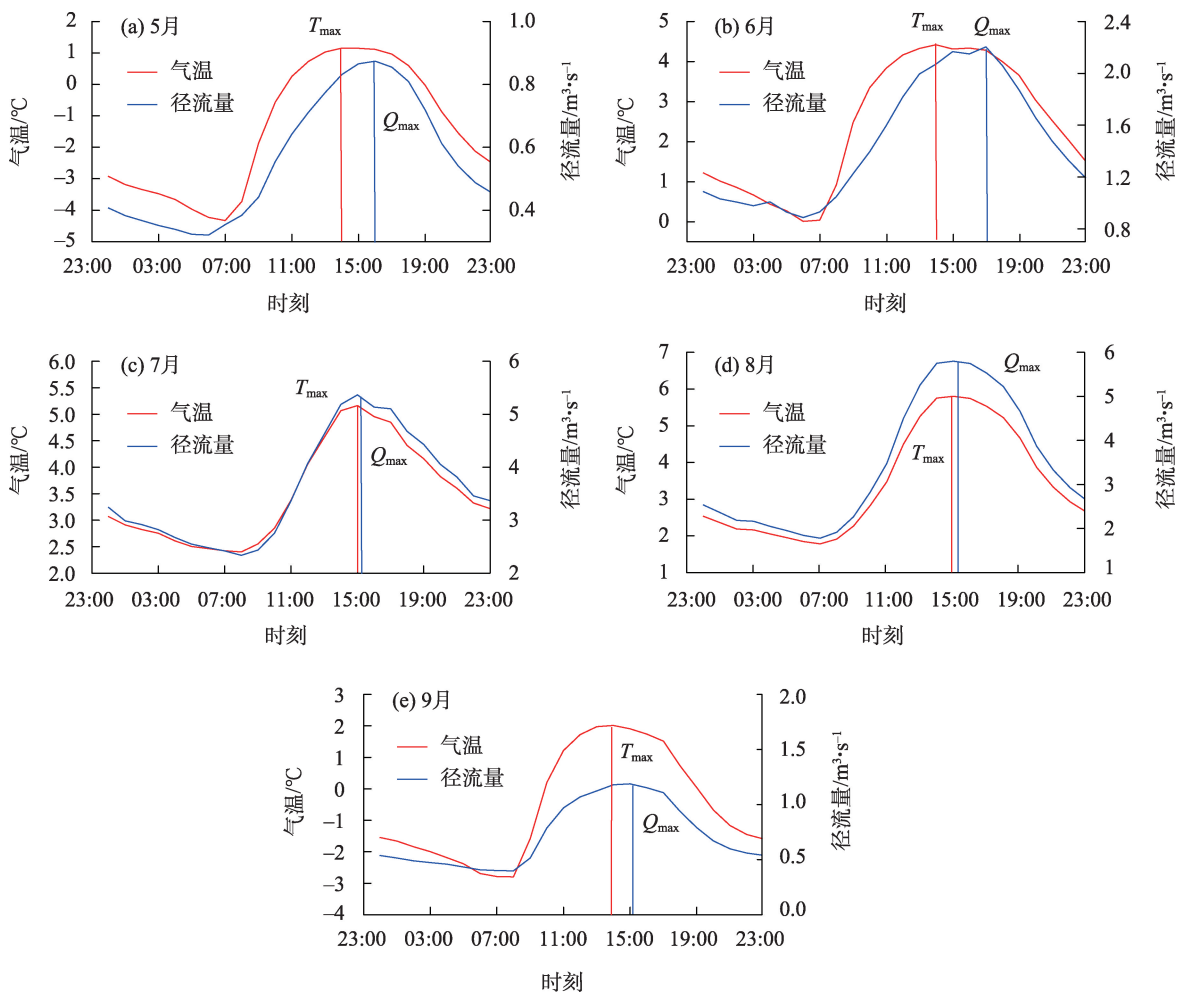 (a) 5月
气温
径流量
T_max
Q_max
气温/℃
2
1
0
−1
−2
−3
−4
−5
径流量/m³•s⁻¹
1.0
0.8
0.6
0.4
23:00 03:00 07:00 11:00 15:00 19:00 23:00
时刻
(b) 6月
气温
径流量
T_max
Q_max
气温/℃
5
4
3
2
1
0
径流量/m³•s⁻¹
2.4
2.0
1.6
1.2
0.8
23:00 03:00 07:00 11:00 15:00 19:00 23:00
时刻
(c) 7月
气温
径流量
T_max
Q_max
气温/℃
6.0
5.5
5.0
4.5
4.0
3.5
3.0
2.5
2.0
径流量/m³•s⁻¹
6
5
4
3
2
23:00 03:00 07:00 11:00 15:00 19:00 23:00
时刻
(d) 8月
气温
径流量
Q_max
T_max
气温/℃
7
6
5
4
3
2
1
径流量/m³•s⁻¹
6
5
4
3
2
1
23:00 03:00 07:00 11:00 15:00 19:00 23:00
时刻
(e) 9月
气温
径流量
T_max
Q_max
气温/℃
3
2
1
0
−1
−2
−3
−4
径流量/m³•s⁻¹
2.0
1.5
1.0
0.5
0.0
23:00 03:00 07:00 11:00 15:00 19:00 23:00
时刻